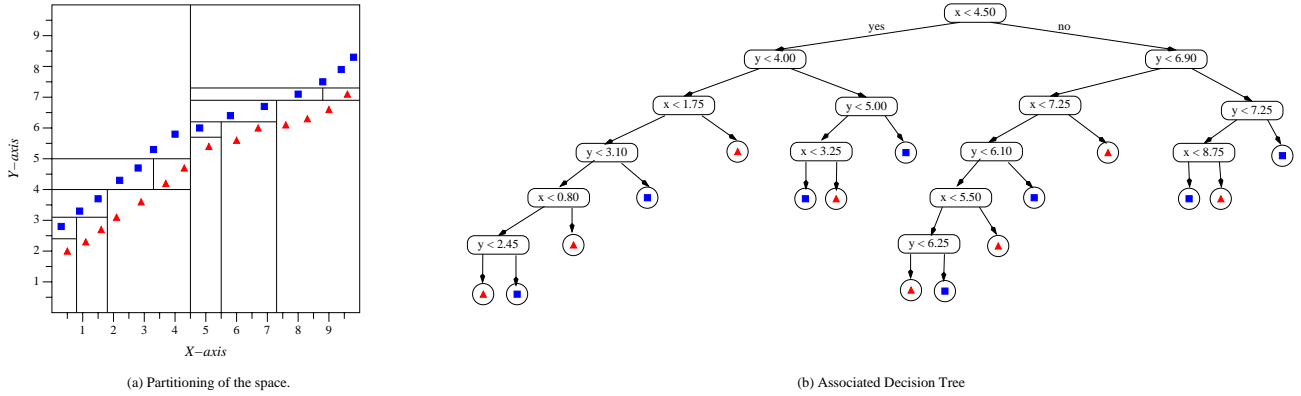 9
8
7
6
5
4
3
2
1
Y−axis
1 2 3 4 5 6 7 8 9
X−axis
(a) Partitioning of the space.
x < 4.50
yes no
y < 4.00 y < 6.90
x < 1.75 y < 5.00 x < 7.25 y < 7.25
y < 3.10 x < 3.25 y < 6.10 x < 8.75
x < 0.80 x < 5.50
y < 2.45 y < 6.25
(b) Associated Decision Tree